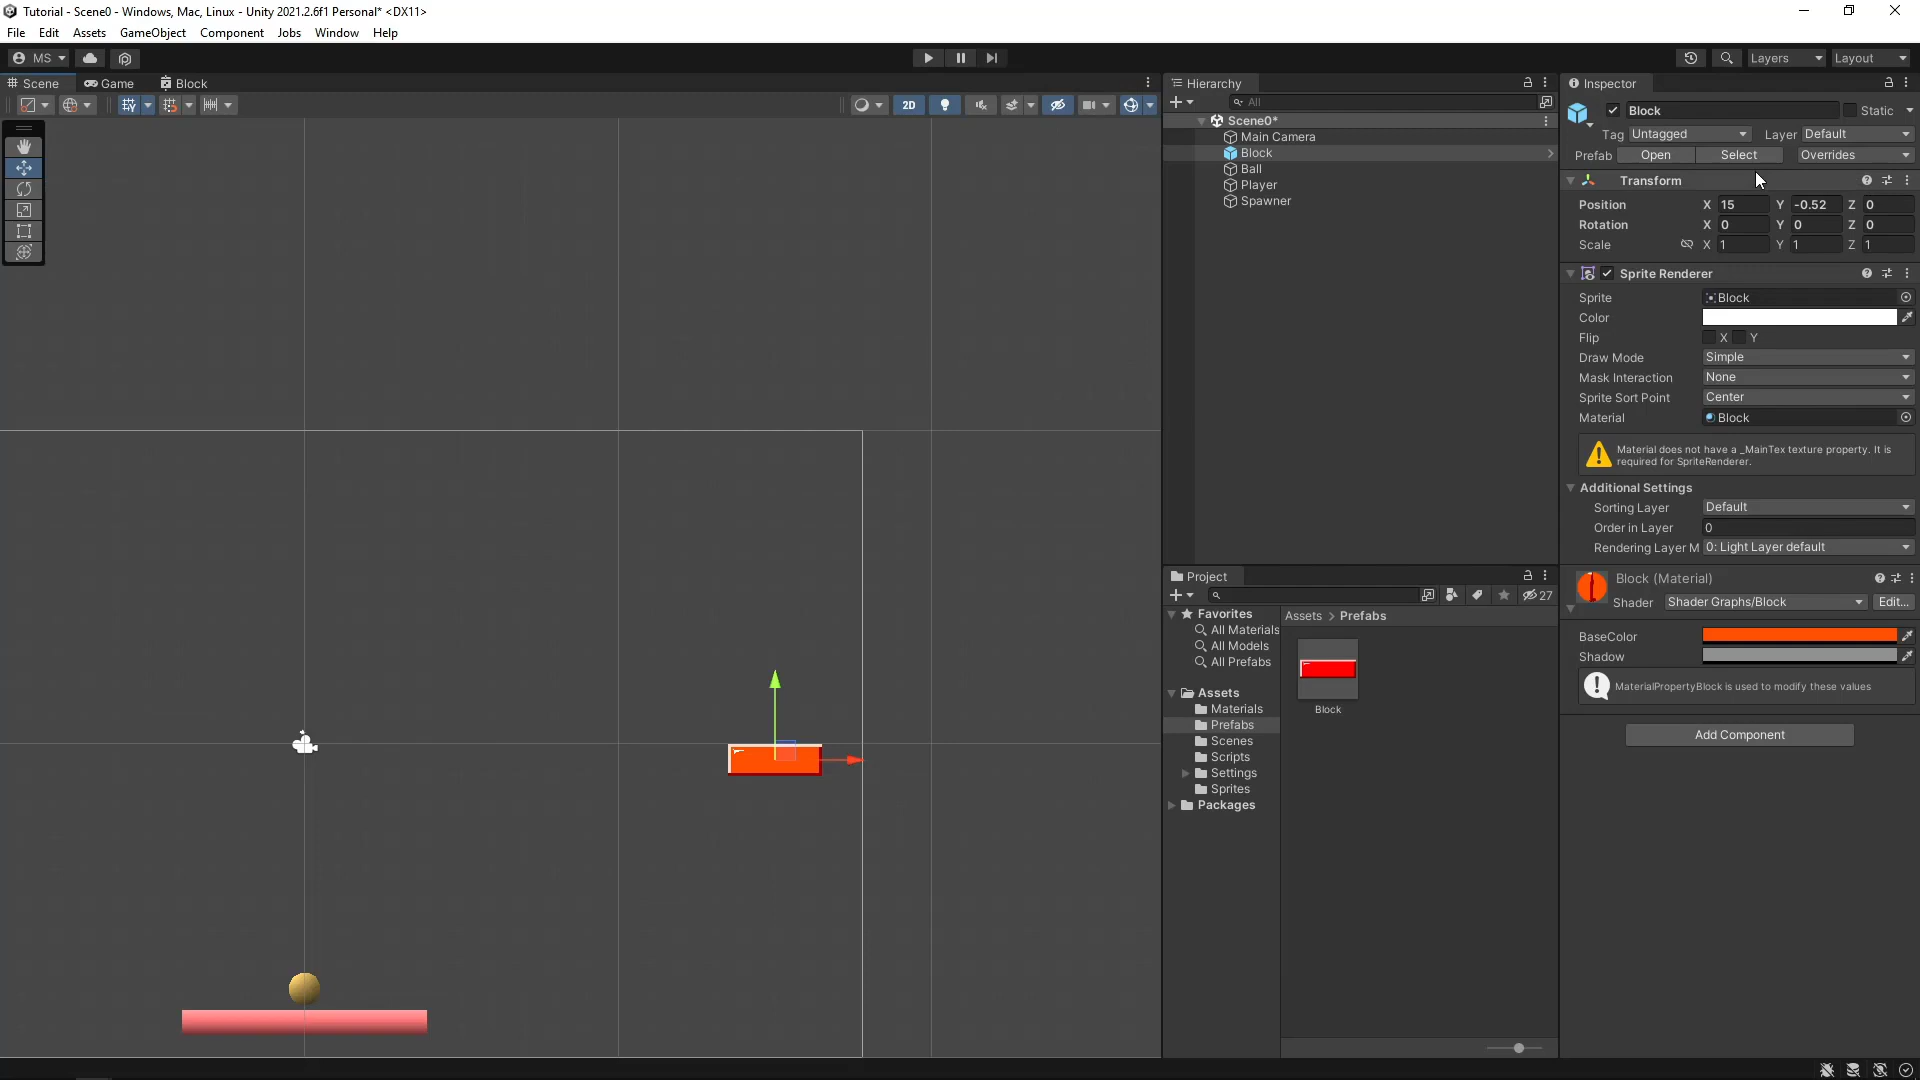 Tutorial - Scene0 - Windows, Mac, Linux - Unity 2021.2.6f1 Personal* <DX11>
File Edit Assets GameObject Component Jobs Window Help
MS
Layers Layout
Scene Game Block
2D
Hierarchy
All
Scene0*
Main Camera
Block
Ball
Player
Spawner
Project
27
Favorites
All Materials
All Models
All Prefabs
Assets
Materials
Prefabs
Scenes
Scripts
Settings
Sprites
Packages
Assets > Prefabs
Block
Inspector
Block Static
Tag Untagged Layer Default
Prefab Open Select Overrides
Transform
Position X 15 Y -0.52 Z 0
Rotation X 0 Y 0 Z 0
Scale X 1 Y 1 Z 1
Sprite Renderer
Sprite Block
Color
Flip X Y
Draw Mode Simple
Mask Interaction None
Sprite Sort Point Center
Material Block
Material does not have a _MainTex texture property. It is
required for SpriteRenderer.
Additional Settings
Sorting Layer Default
Order in Layer 0
Rendering Layer M 0: Light Layer default
Block (Material)
Shader Shader Graphs/Block Edit...
BaseColor
Shadow
MaterialPropertyBlock is used to modify these values
Add Component